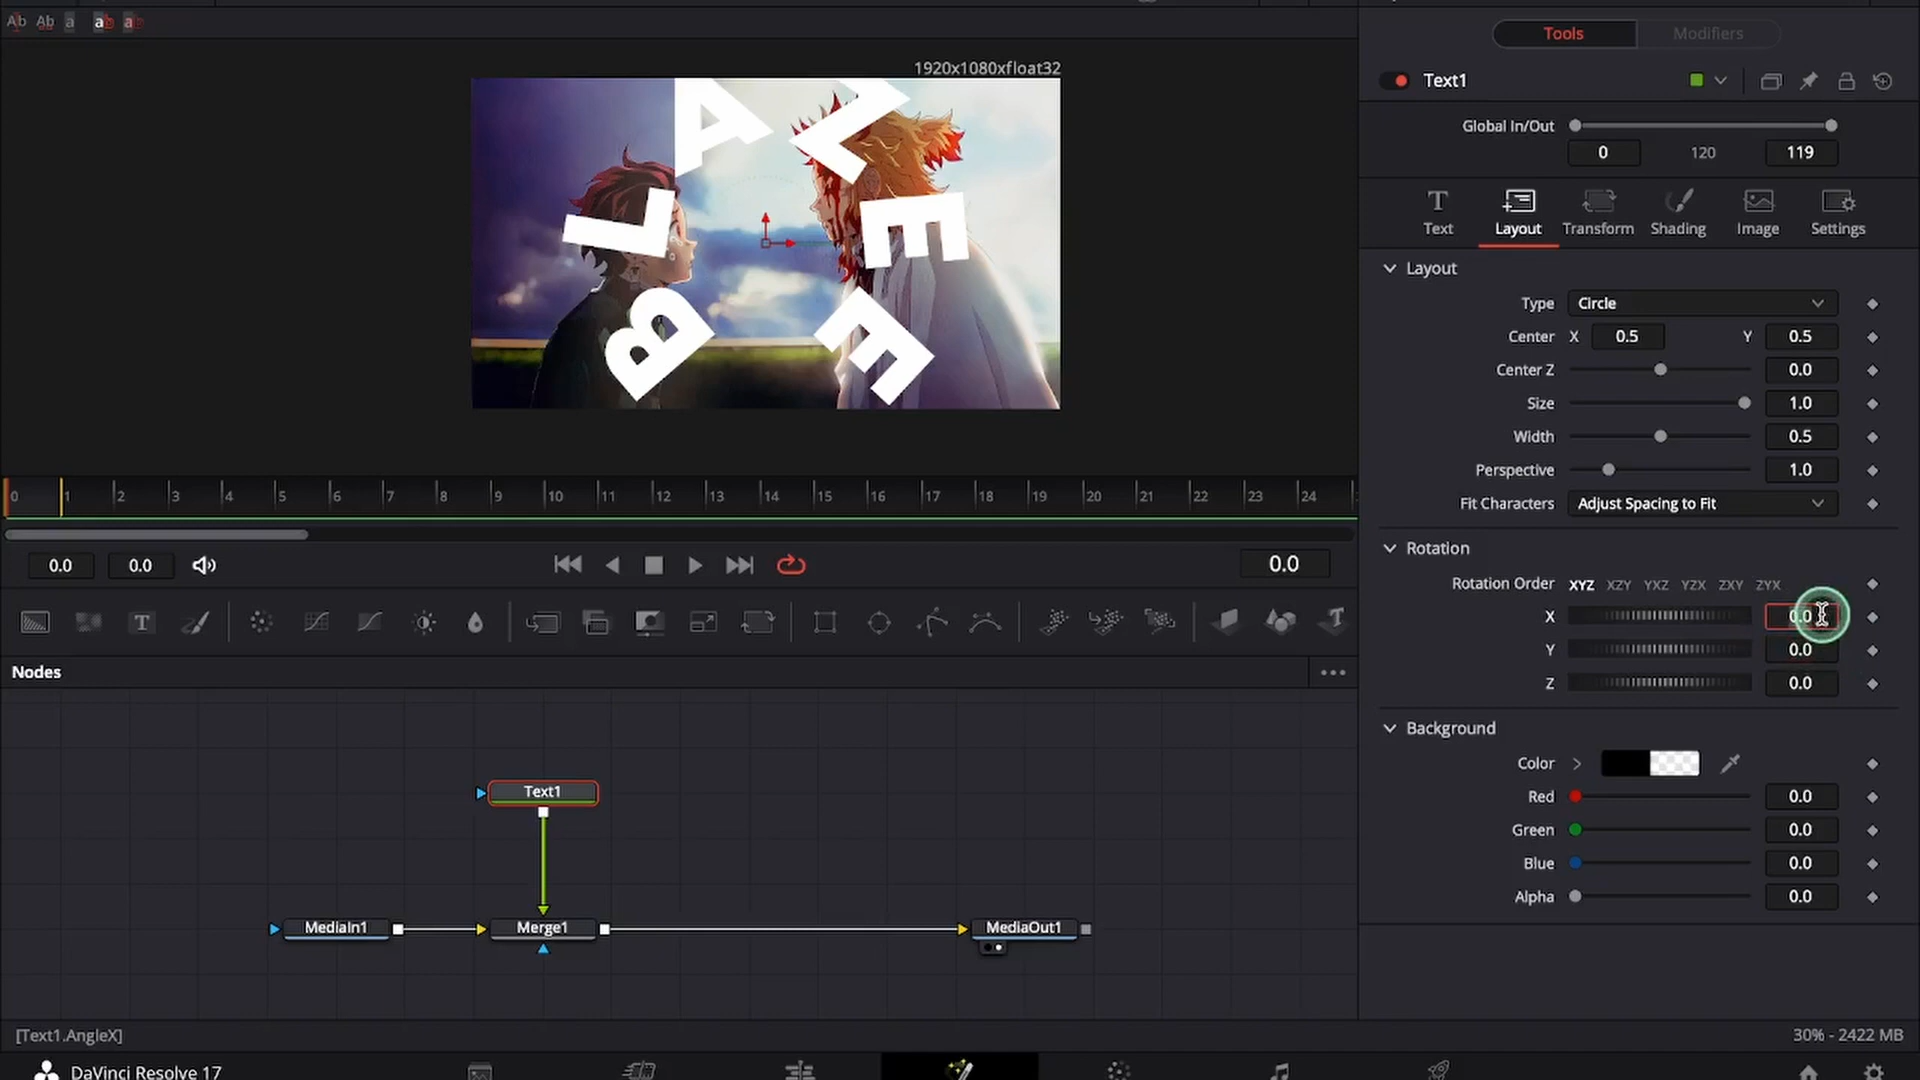 Ab Ab a ab ab
Tools Modifiers
1920x1080xfloat32
Text1
Global In/Out
0 120 119
Text Layout Transform Shading Image Settings
Layout
Type Circle
Center X 0.5 Y 0.5
Center Z 0.0
Size 1.0
Width 0.5
Perspective 1.0
Fit Characters Adjust Spacing to Fit
Rotation
Rotation Order XYZ XZY YXZ YZX ZXY ZYX
X 0.0
Y 0.0
Z 0.0
Background
Color
Red 0.0
Green 0.0
Blue 0.0
Alpha 0.0
BLAZEE
0 1 2 3 4 5 6 7 8 9 10 11 12 13 14 15 16 17 18 19 20 21 22 23 24
0.0 0.0 0.0
T T
Nodes
Text1
MediaIn1 Merge1 MediaOut1
[Text1.AngleX]
30% - 2422 MB
DaVinci Resolve 17